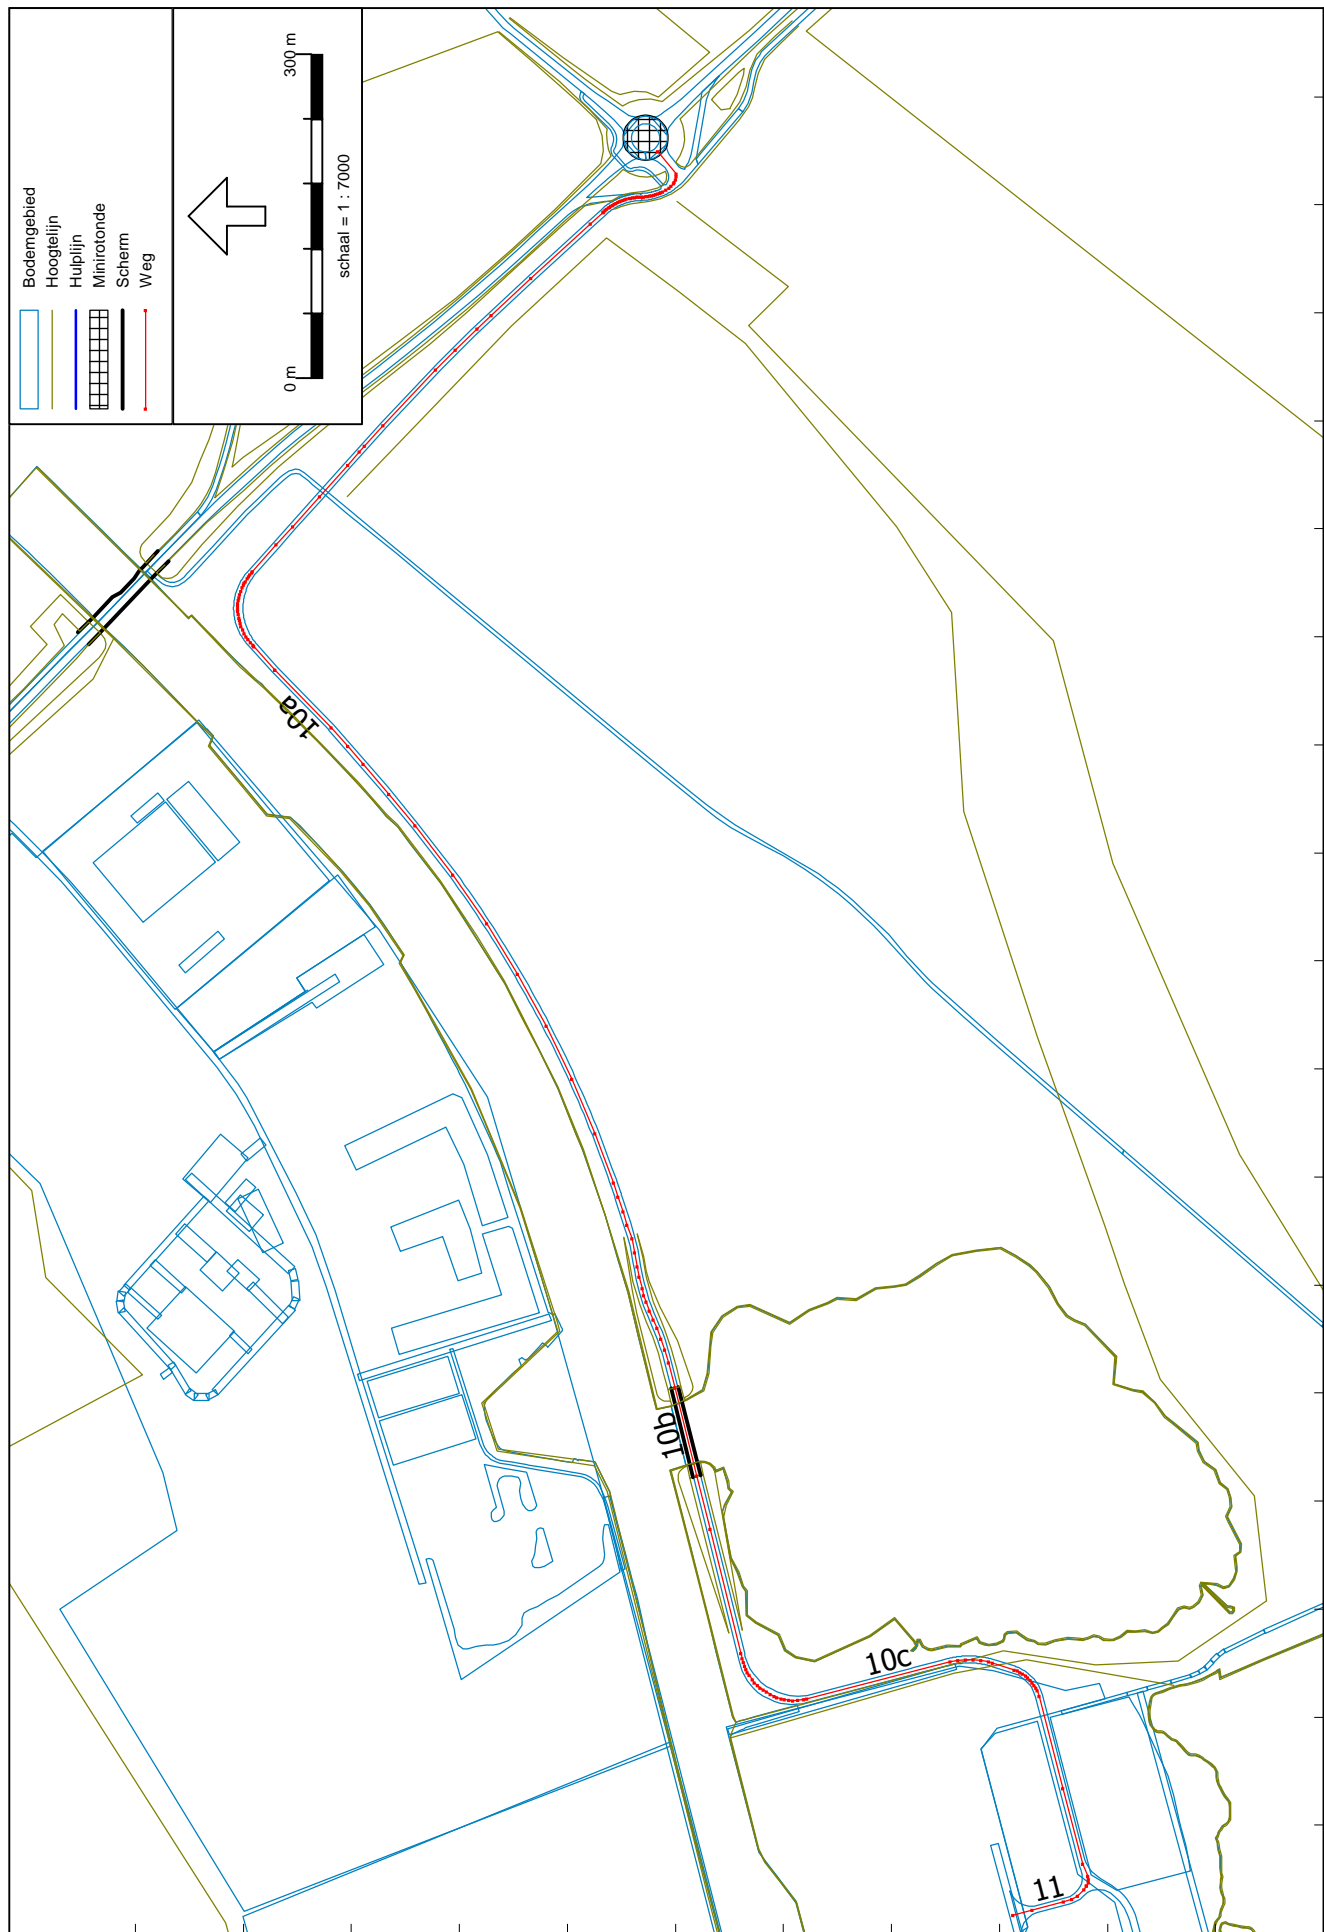 Bodemgebied
Hoogtelijn
Hulplijn
Minirotonde
Scherm
Weg
0 m
300 m
schaal = 1 : 7000
10a
10b
10c
11